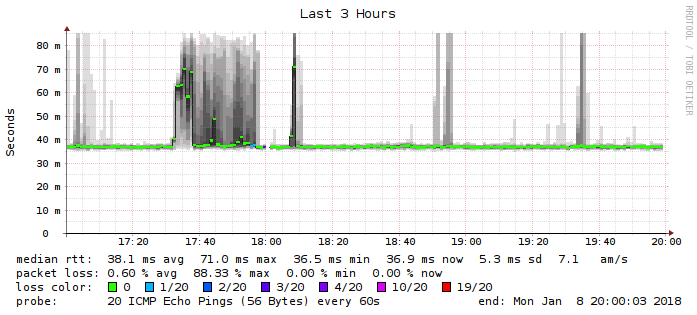 Last 3 Hours
RRDTOOL / TOBI OETIKER
Seconds
80 m
70 m
60 m
50 m
40 m
30 m
20 m
10 m
0
17:20 17:40 18:00 18:20 18:40 19:00 19:20 19:40 20:00
median rtt: 38.1 ms avg 71.0 ms max 36.5 ms min 36.9 ms now 5.3 ms sd 7.1 am/s
packet loss: 0.60 % avg 88.33 % max 0.00 % min 0.00 % now
loss color: 0 1/20 2/20 3/20 4/20 10/20 19/20
probe: 20 ICMP Echo Pings (56 Bytes) every 60s end: Mon Jan 8 20:00:03 2018